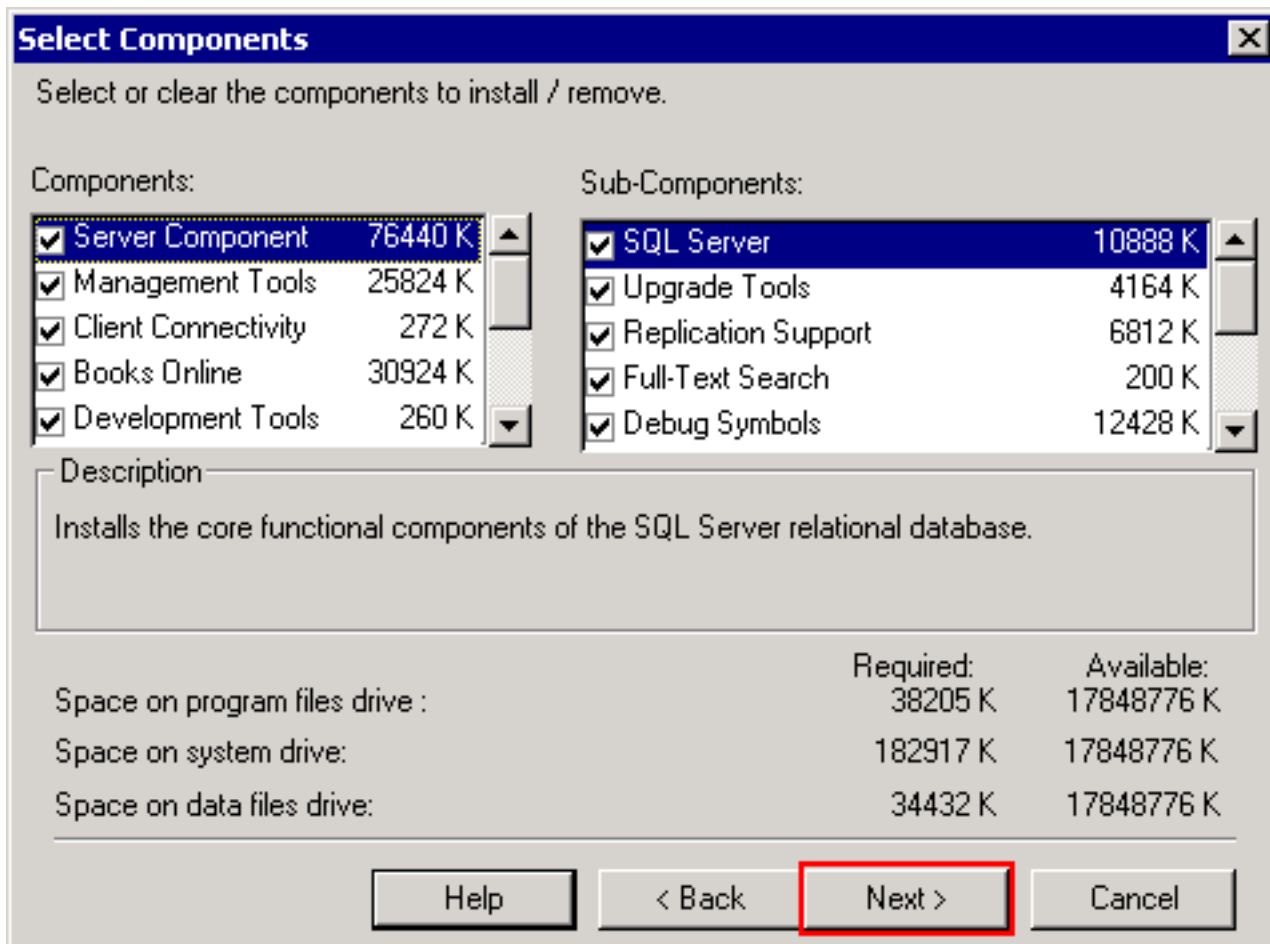 Select Components
Select or clear the components to install / remove.
Components:
Server Component 76440 K
Management Tools 25824 K
Client Connectivity 272 K
Books Online 30924 K
Development Tools 260 K
Sub-Components:
SQL Server 10888 K
Upgrade Tools 4164 K
Replication Support 6812 K
Full-Text Search 200 K
Debug Symbols 12428 K
Description
Installs the core functional components of the SQL Server relational database.
Required: Available:
Space on program files drive : 38205 K 17848776 K
Space on system drive: 182917 K 17848776 K
Space on data files drive: 34432 K 17848776 K
Help < Back Next > Cancel